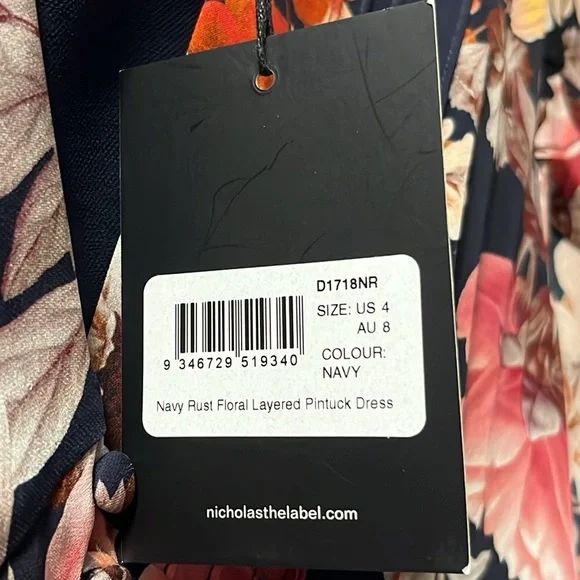 D1718NR
SIZE: US 4
AU 8
COLOUR:
NAVY
9 346729 519340
Navy Rust Floral Layered Pintuck Dress
nicholasthelabel.com